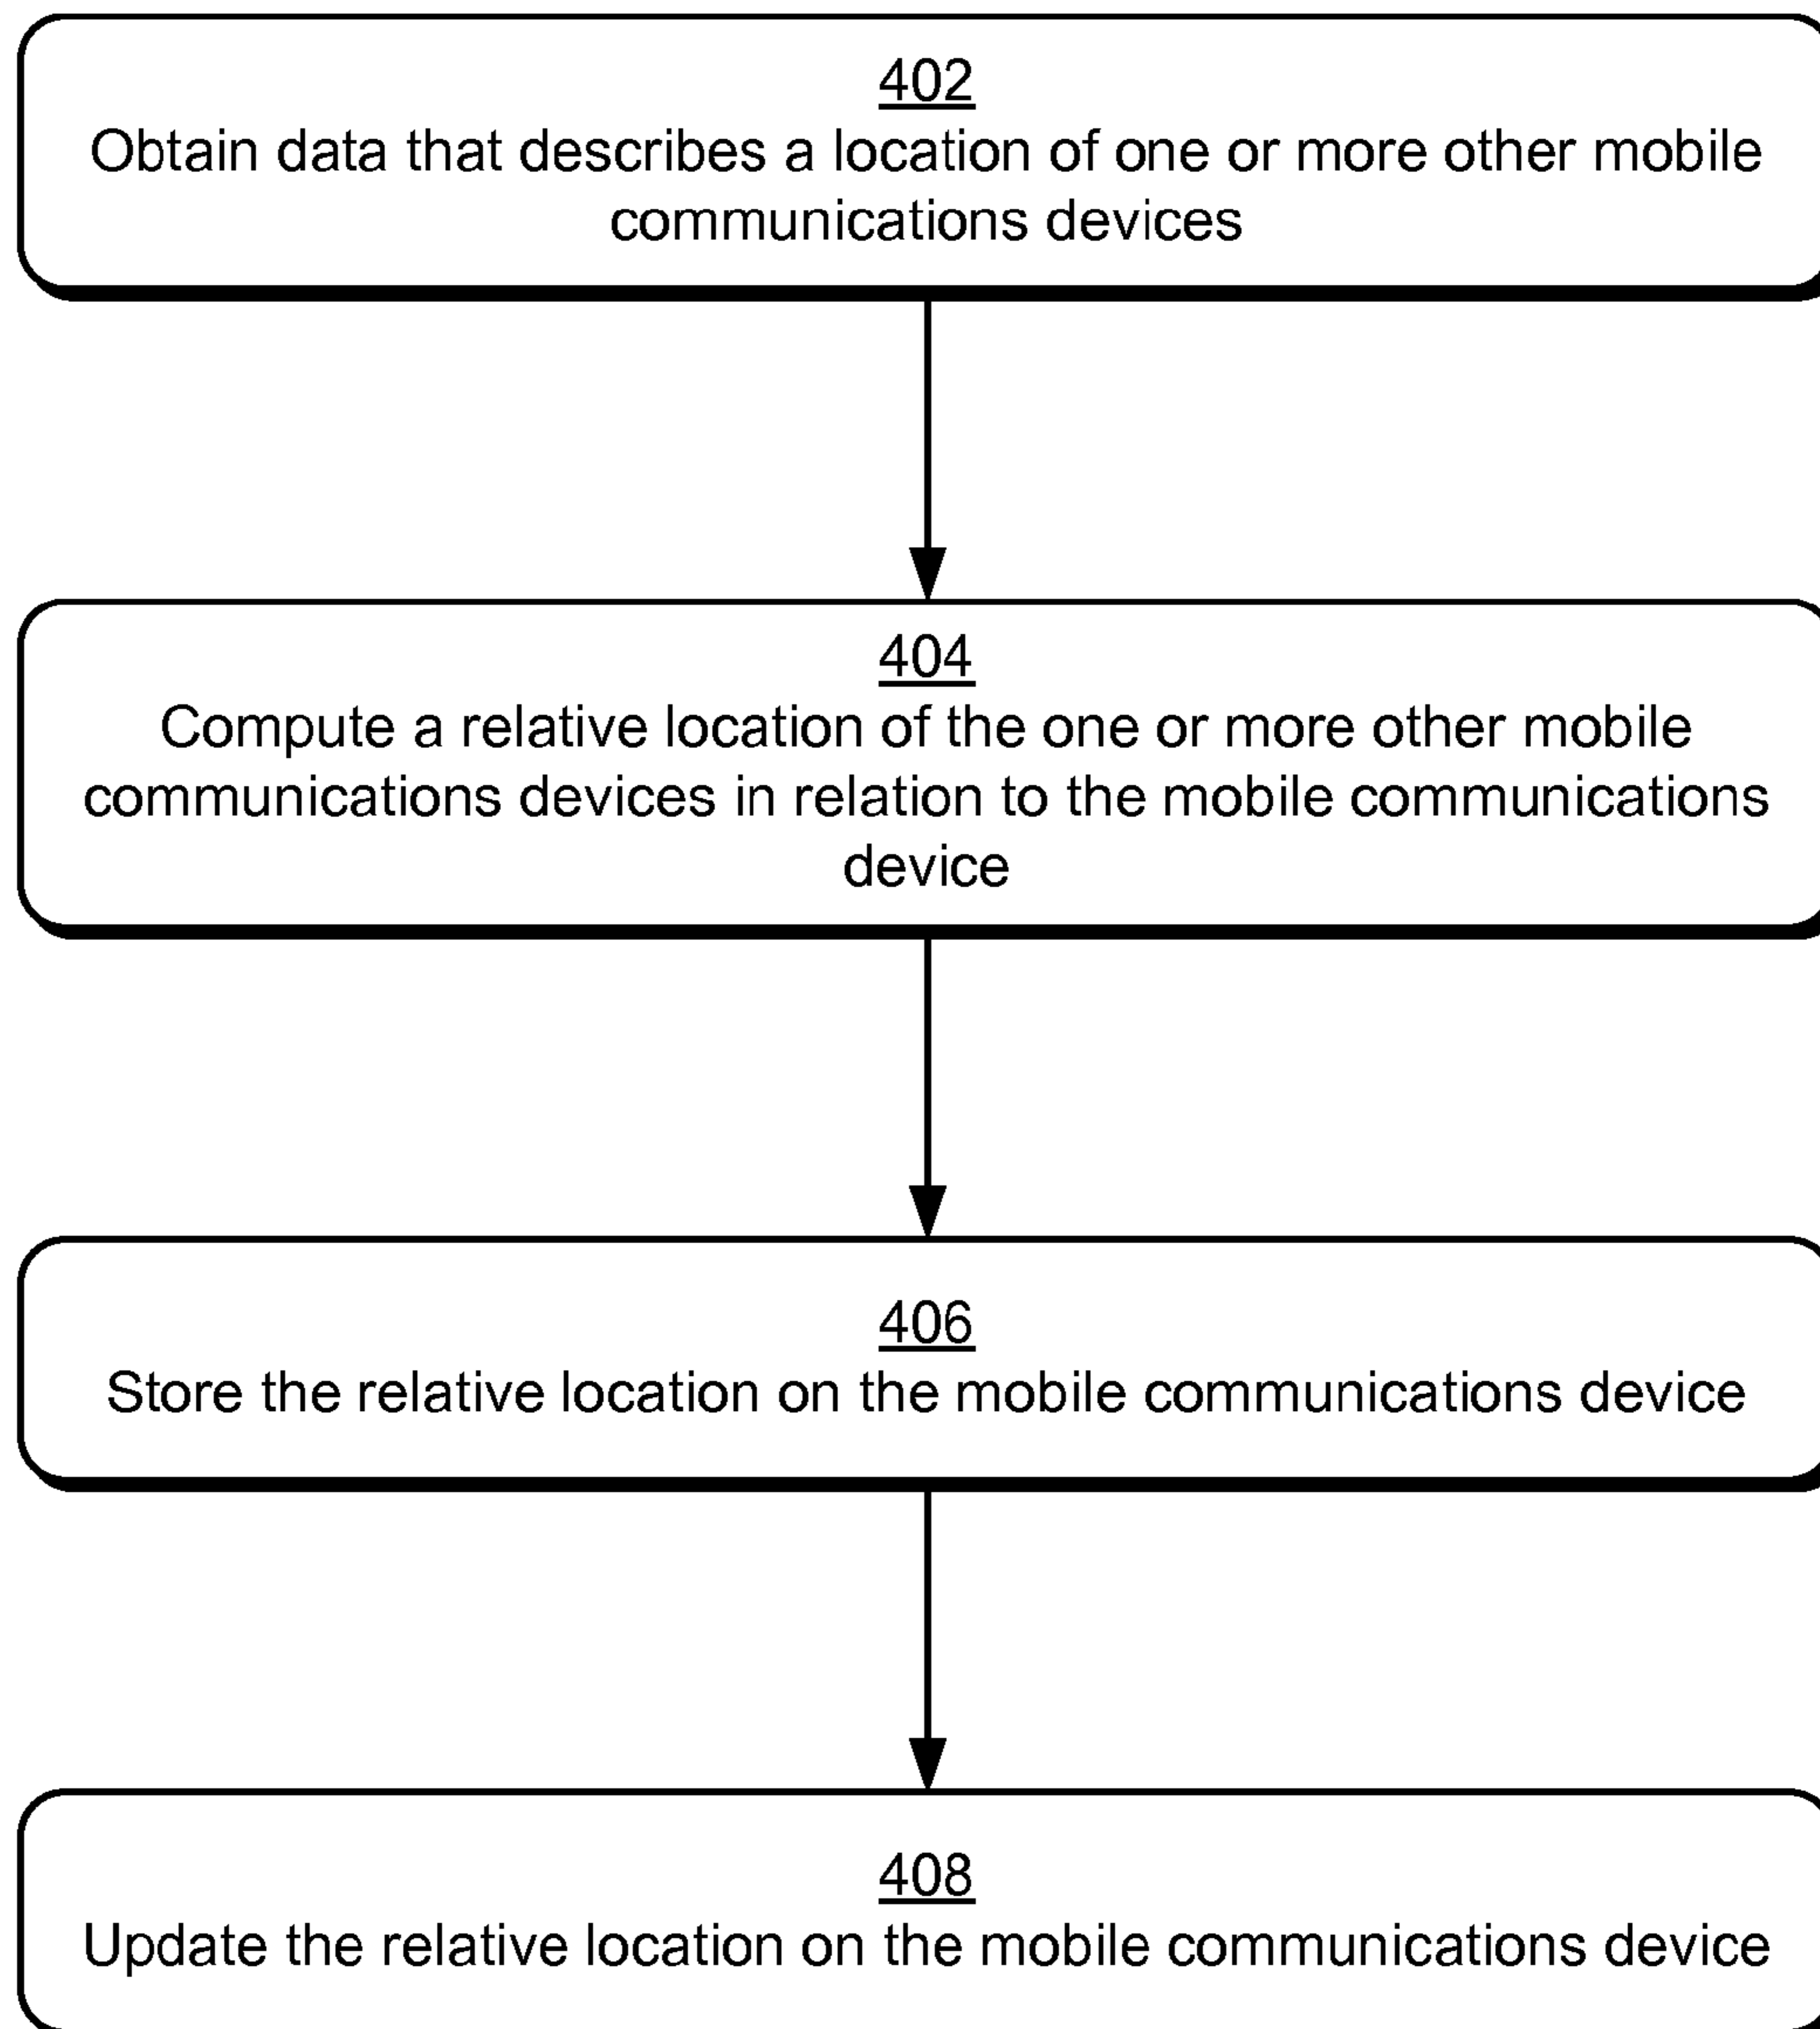 402
Obtain data that describes a location of one or more other mobile
communications devices
404
Compute a relative location of the one or more other mobile
communications devices in relation to the mobile communications
device
406
Store the relative location on the mobile communications device
408
Update the relative location on the mobile communications device